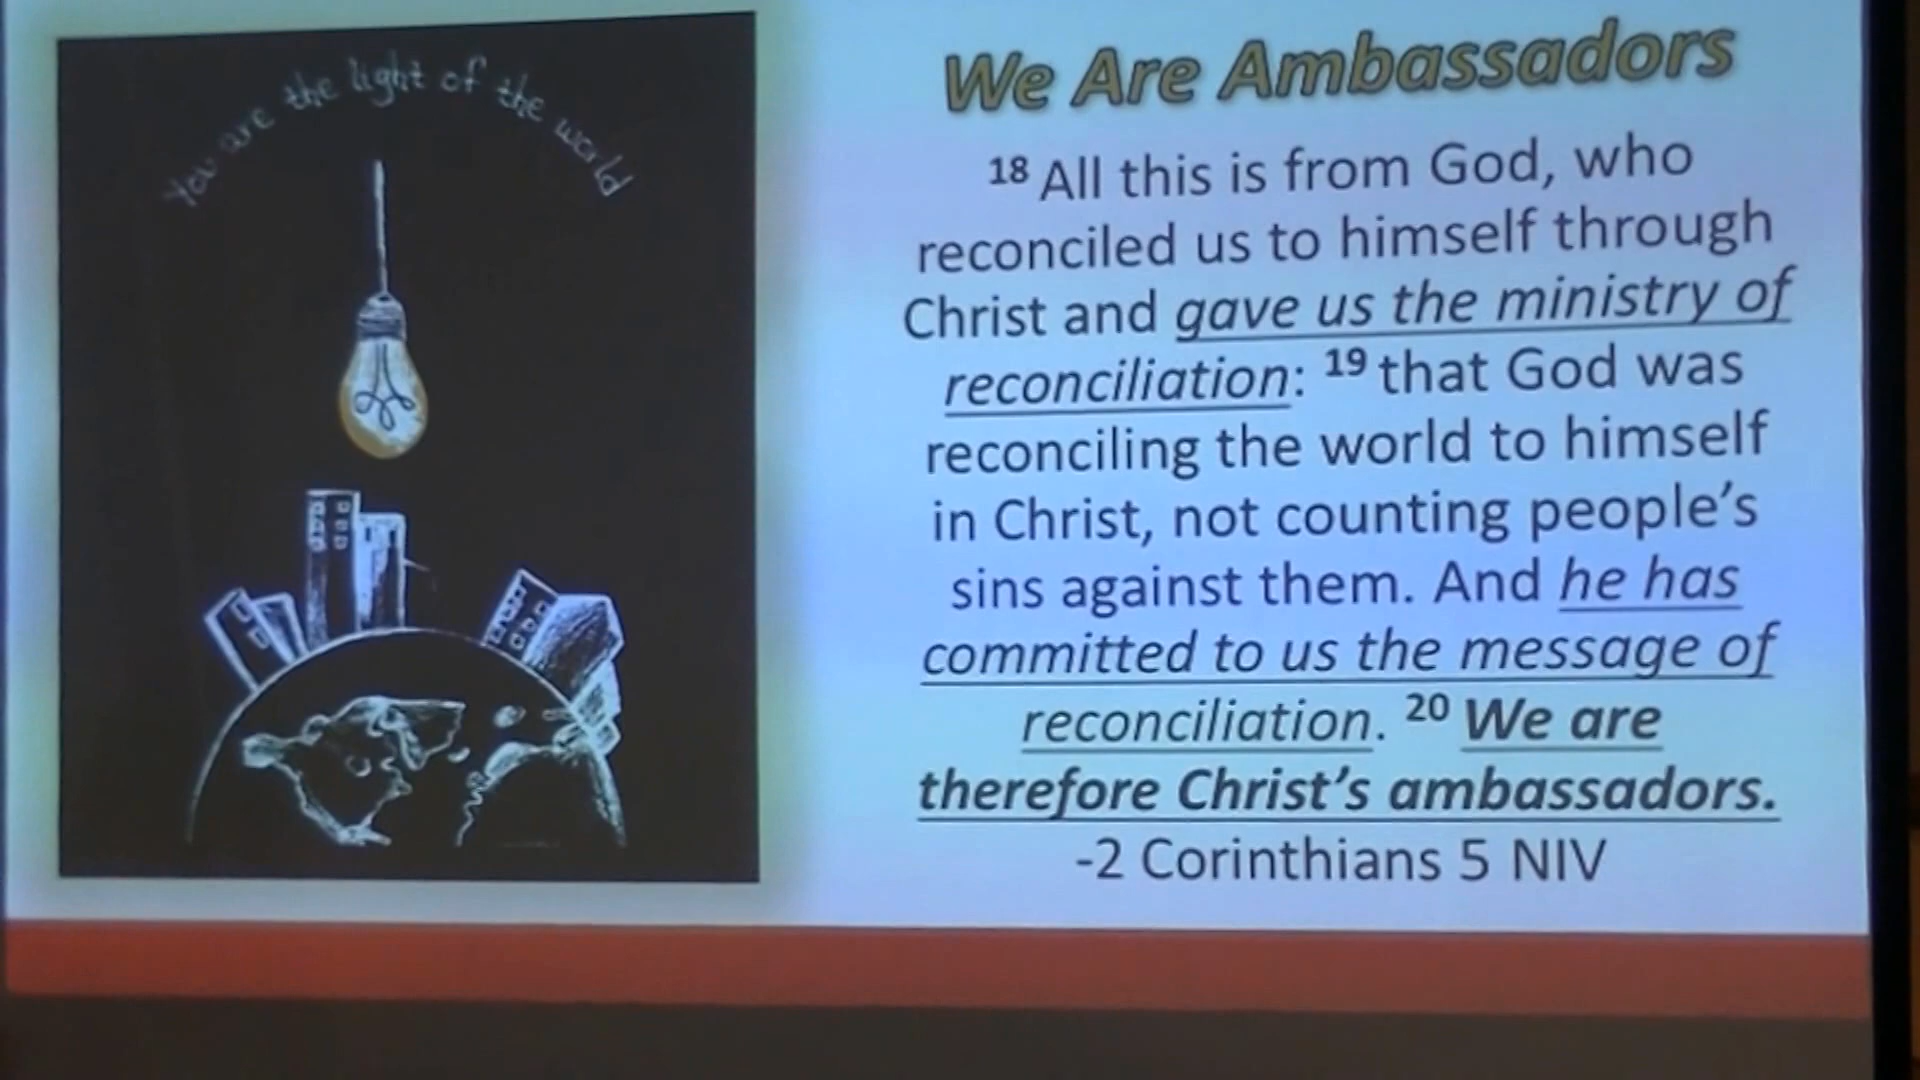 You are the light of the world
We Are Ambassadors
18 All this is from God, who
reconciled us to himself through
Christ and gave us the ministry of
reconciliation: 19 that God was
reconciling the world to himself
in Christ, not counting people's
sins against them. And he has
committed to us the message of
reconciliation. 20 We are
therefore Christ's ambassadors.
-2 Corinthians 5 NIV